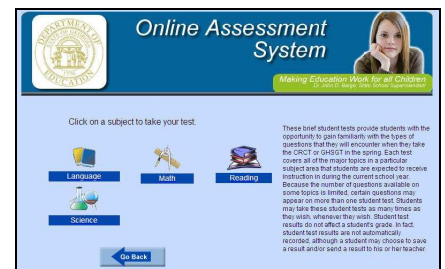 Online Assessment
System
Making Education Work for all Children
Dr. John D. Barge, State School Superintendent
Click on a subject to take your test.
Language
Math
Reading
Science
Go Back
These brief student tests provide students with the
opportunity to gain familiarity with the types of
questions that they will encounter when they take
the CRCT or GHSGT in the spring. Each test
covers all of the major topics in a particular
subject area that students are expected to receive
instruction in during the current school year.
Because the number of questions available on
some topics is limited, certain questions may
appear on more than one student test. Students
may take these student tests as many times as
they wish, whenever they wish. Student test
results do not affect a student's grade. In fact,
student test results are not automatically
recorded, although a student may choose to save
a result and/or send a result to his or her teacher.